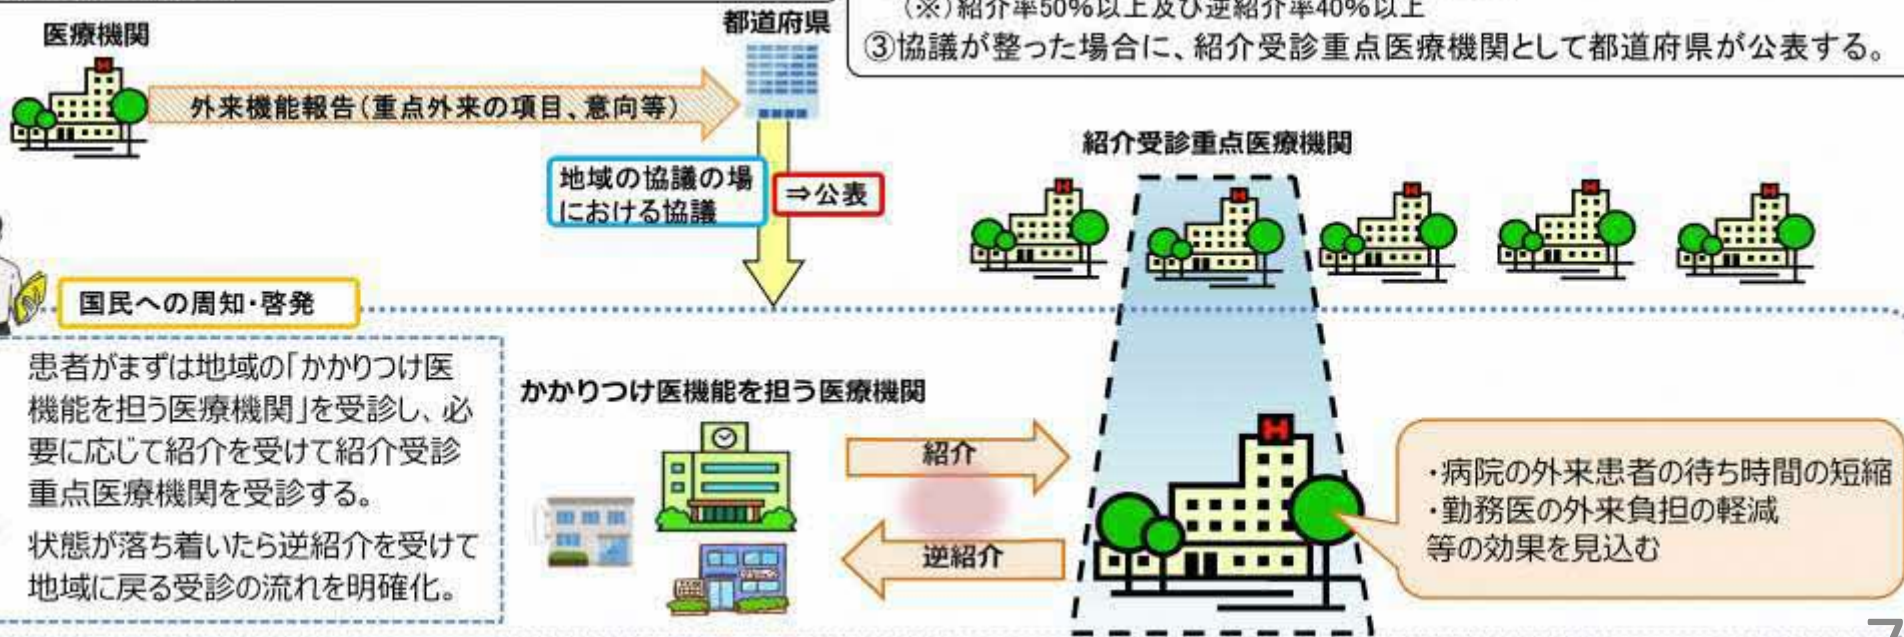 (※)紹介率50%以上及び逆紹介率40%以上
③協議が整った場合に、紹介受診重点医療機関として都道府県が公表する。
医療機関
都道府県
外来機能報告(重点外来の項目、意向等)
地域の協議の場
における協議
⇒公表
紹介受診重点医療機関
H
H
H
H
H
H
国民への周知・啓発
患者がまずは地域の「かかりつけ医
機能を担う医療機関」を受診し、必
要に応じて紹介を受けて紹介受診
重点医療機関を受診する。
状態が落ち着いたら逆紹介を受けて
地域に戻る受診の流れを明確化。
かかりつけ医機能を担う医療機関
紹介
逆紹介
H
・病院の外来患者の待ち時間の短縮
・勤務医の外来負担の軽減
等の効果を見込む